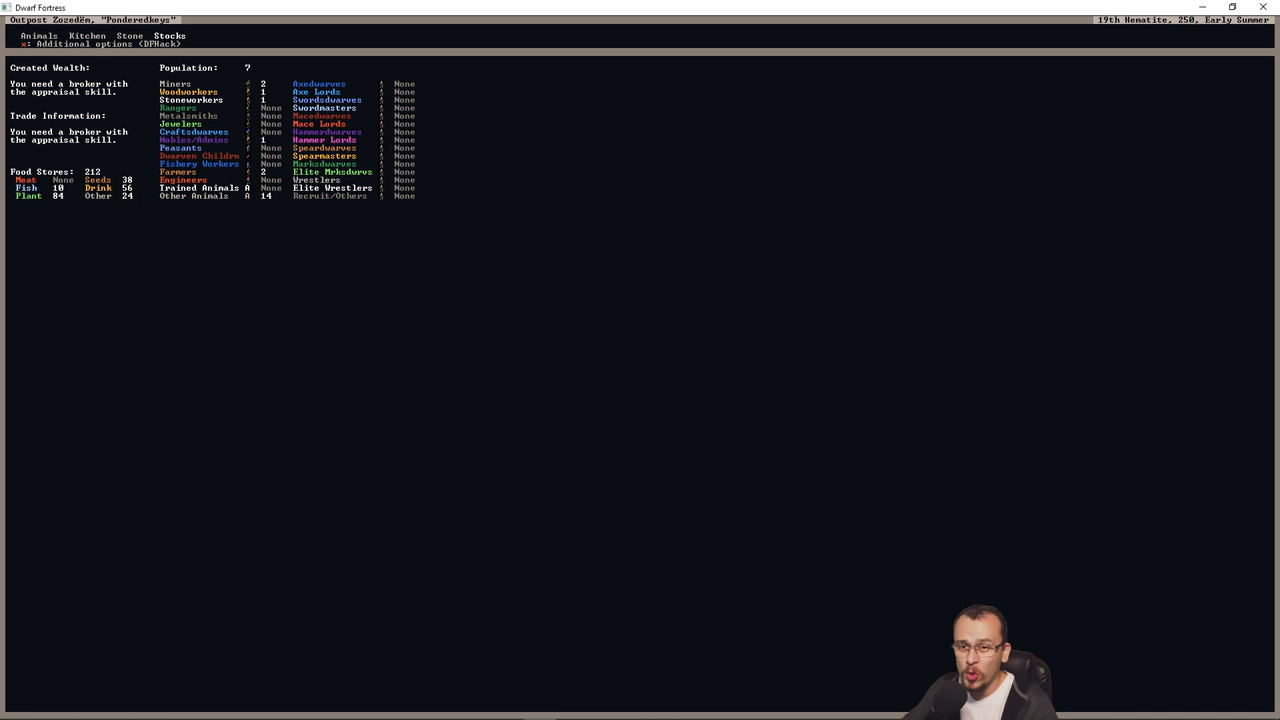 Dwarf Fortress
Outpost Zozedëm, "Ponderedkeys" 19th Hematite, 250, Early Summer
Animals Kitchen Stone Stocks
x: Additional options (DFHack)
Created Wealth: Population: 7
You need a broker with Miners 2 Axedwarves None
the appraisal skill. Woodworkers 1 Axe Lords None
Stoneworkers 1 Swordsdwarves None
Rangers None Swordmasters None
Trade Information: Metalsmiths None Macedwarves None
Jewelers None Mace Lords None
You need a broker with Craftsdwarves None Hammerdwarves None
the appraisal skill. Nobles/Admins 1 Hammer Lords None
Peasants None Speardwarves None
Dwarven Childrn None Spearmasters None
Fishery Workers None Marksdwarves None
Food Stores: 212 Farmers 2 Elite Mrksdwrvs None
Meat None Seeds 38 Engineers None Wrestlers None
Fish 10 Drink 56 Trained Animals A None Elite Wrestlers None
Plant 84 Other 24 Other Animals A 14 Recruit/Others None